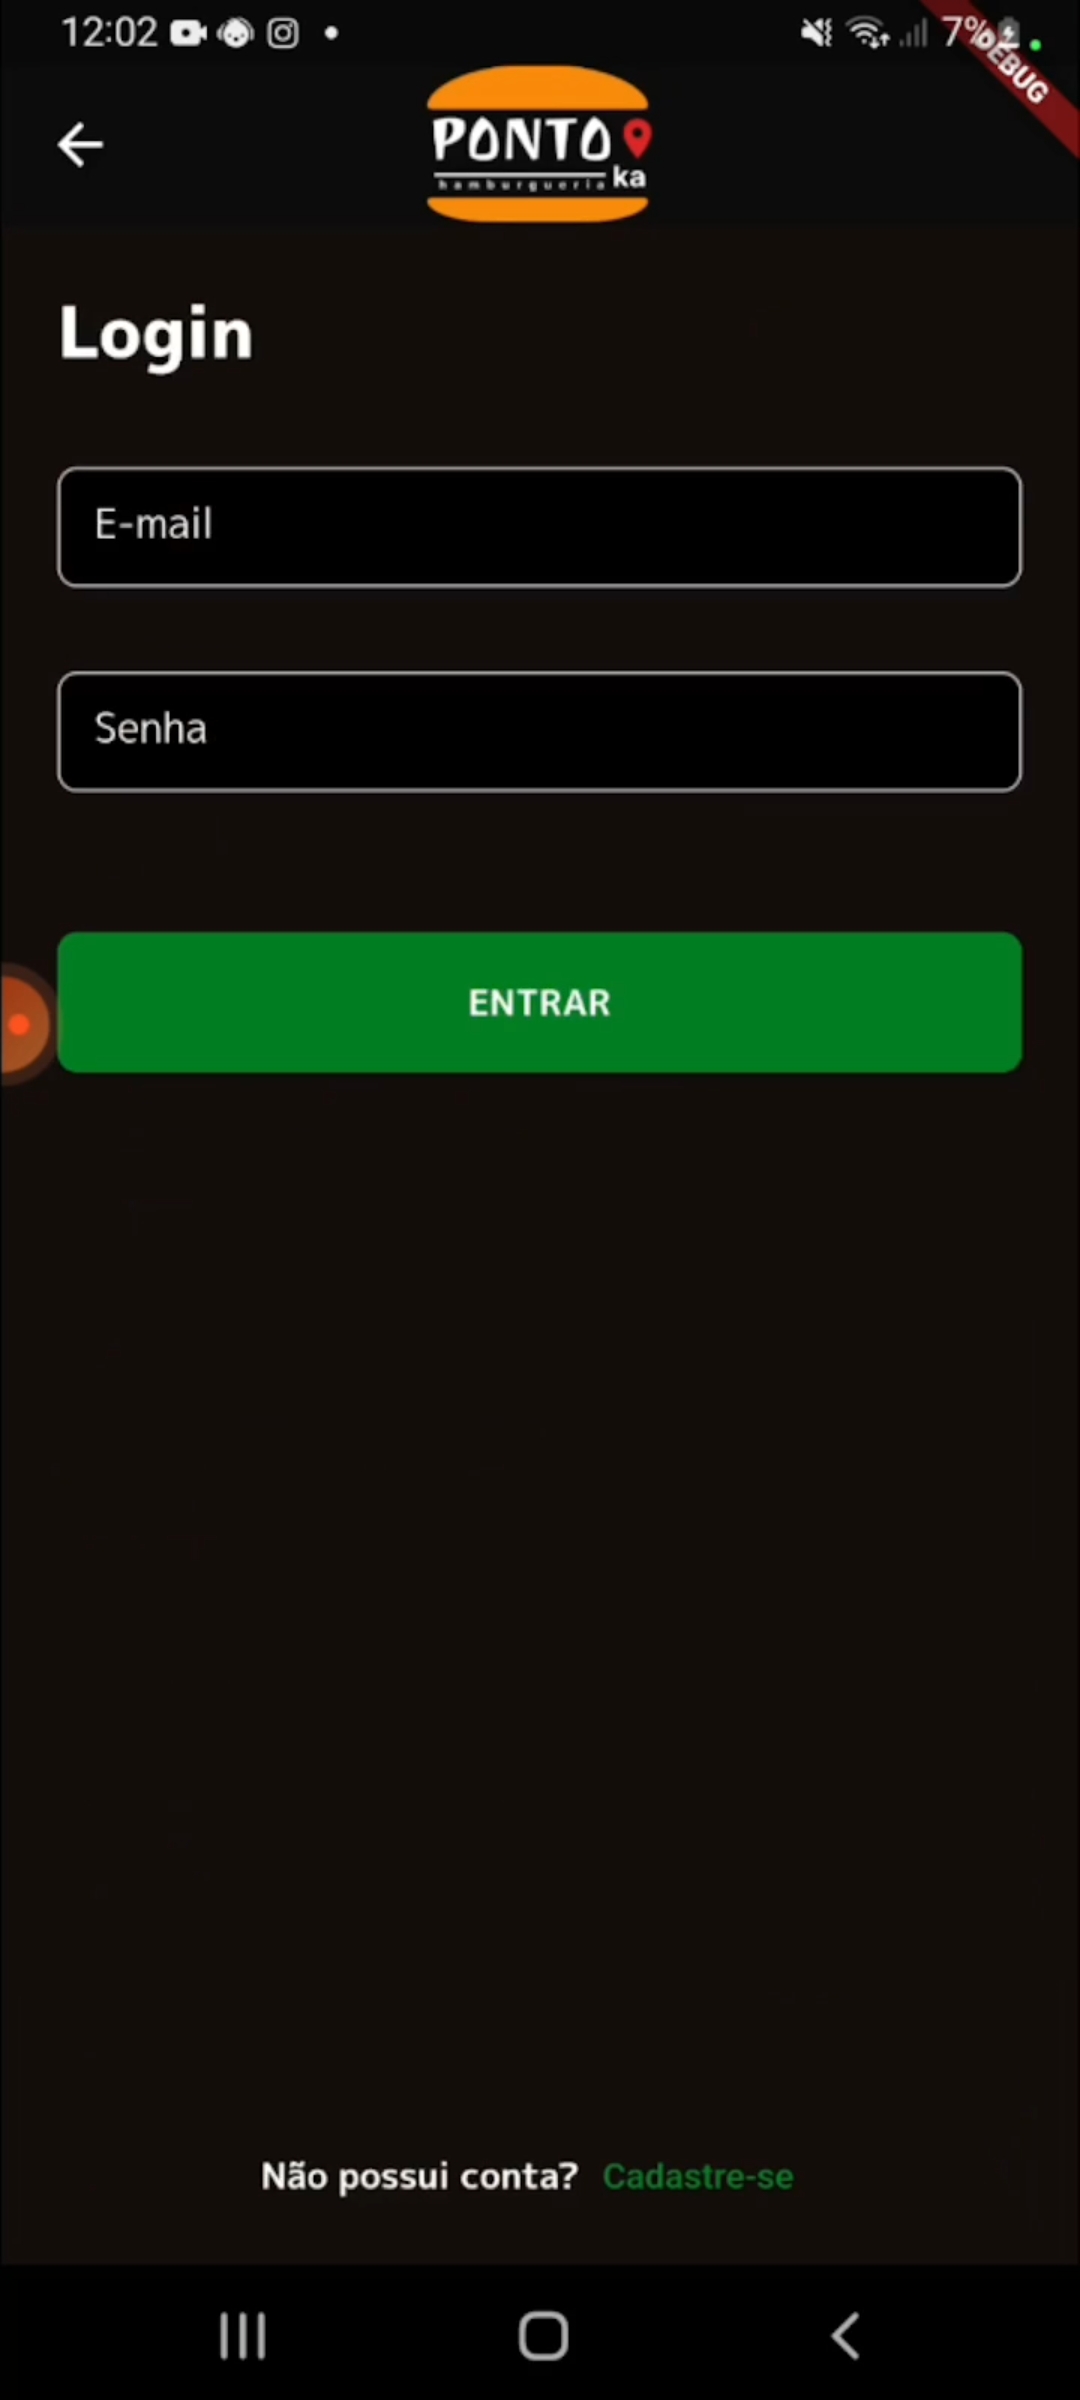 12:02
7%
DEBUG
PONTO
hamburgueria ka
Login
E-mail
Senha
ENTRAR
Não possui conta? Cadastre-se